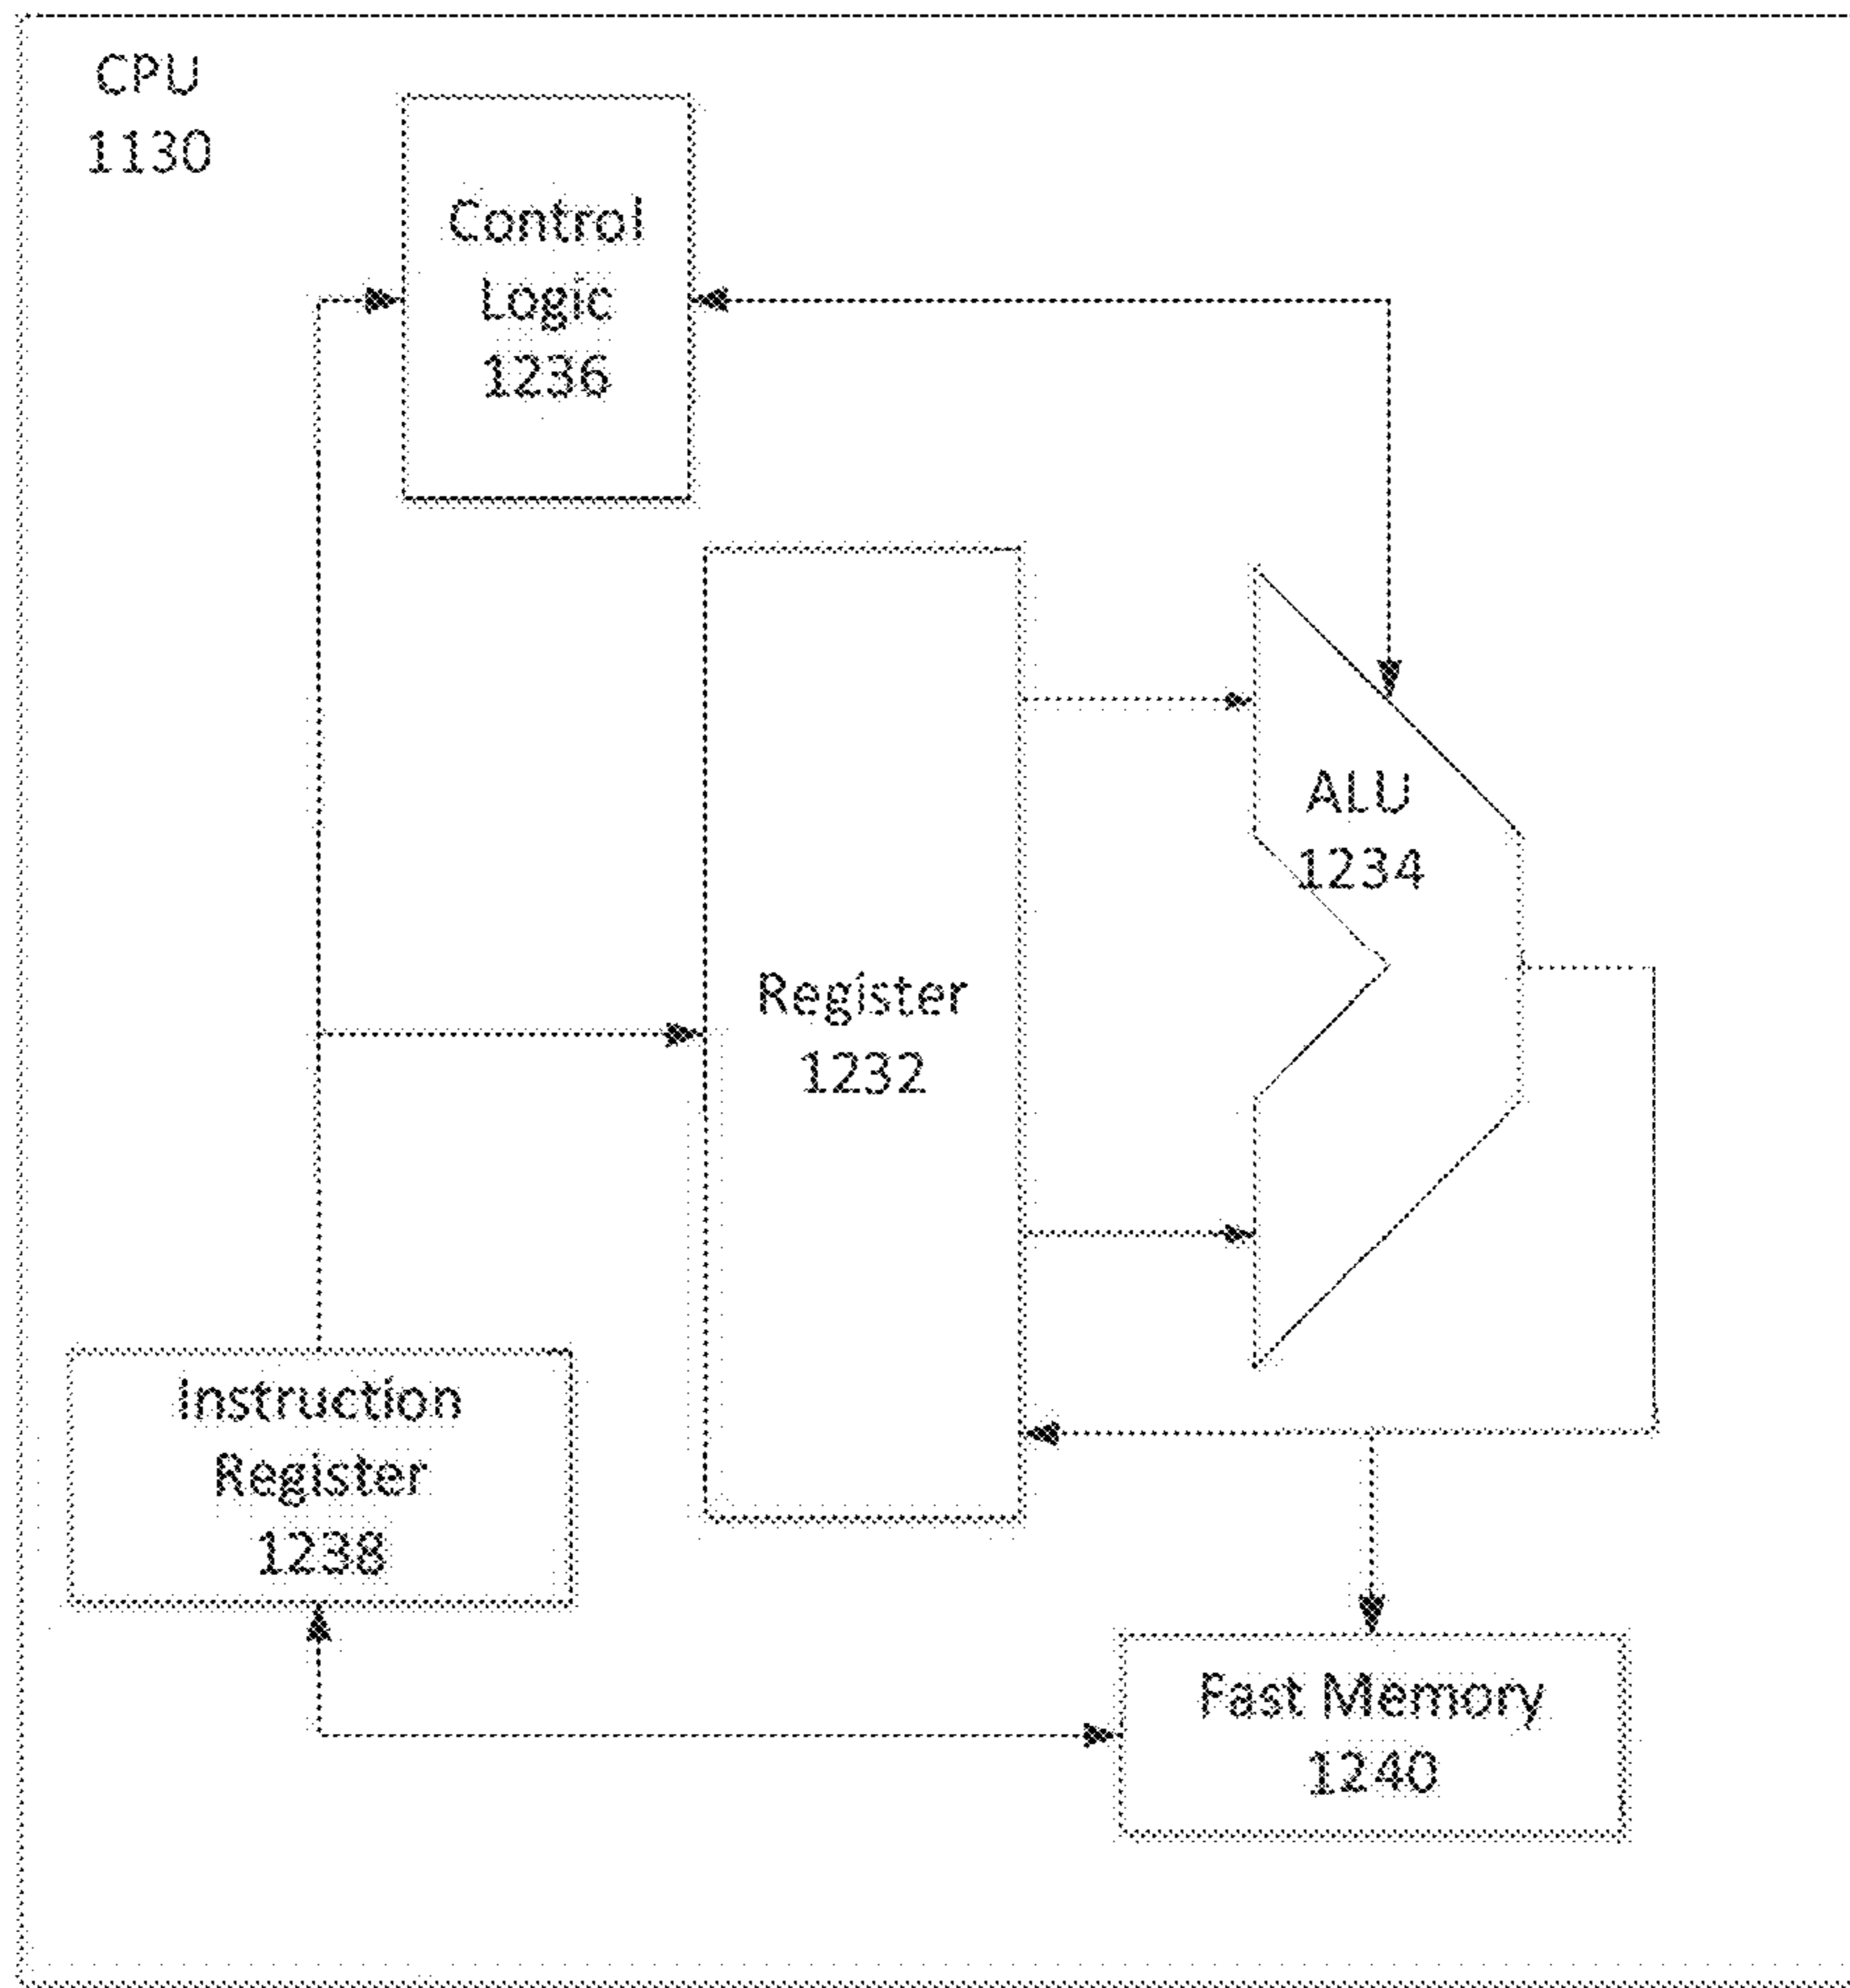 CPU
1130
Control
Logic
1236
ALU
1234
Register
1232
Instruction
Register
1238
Fast Memory
1240